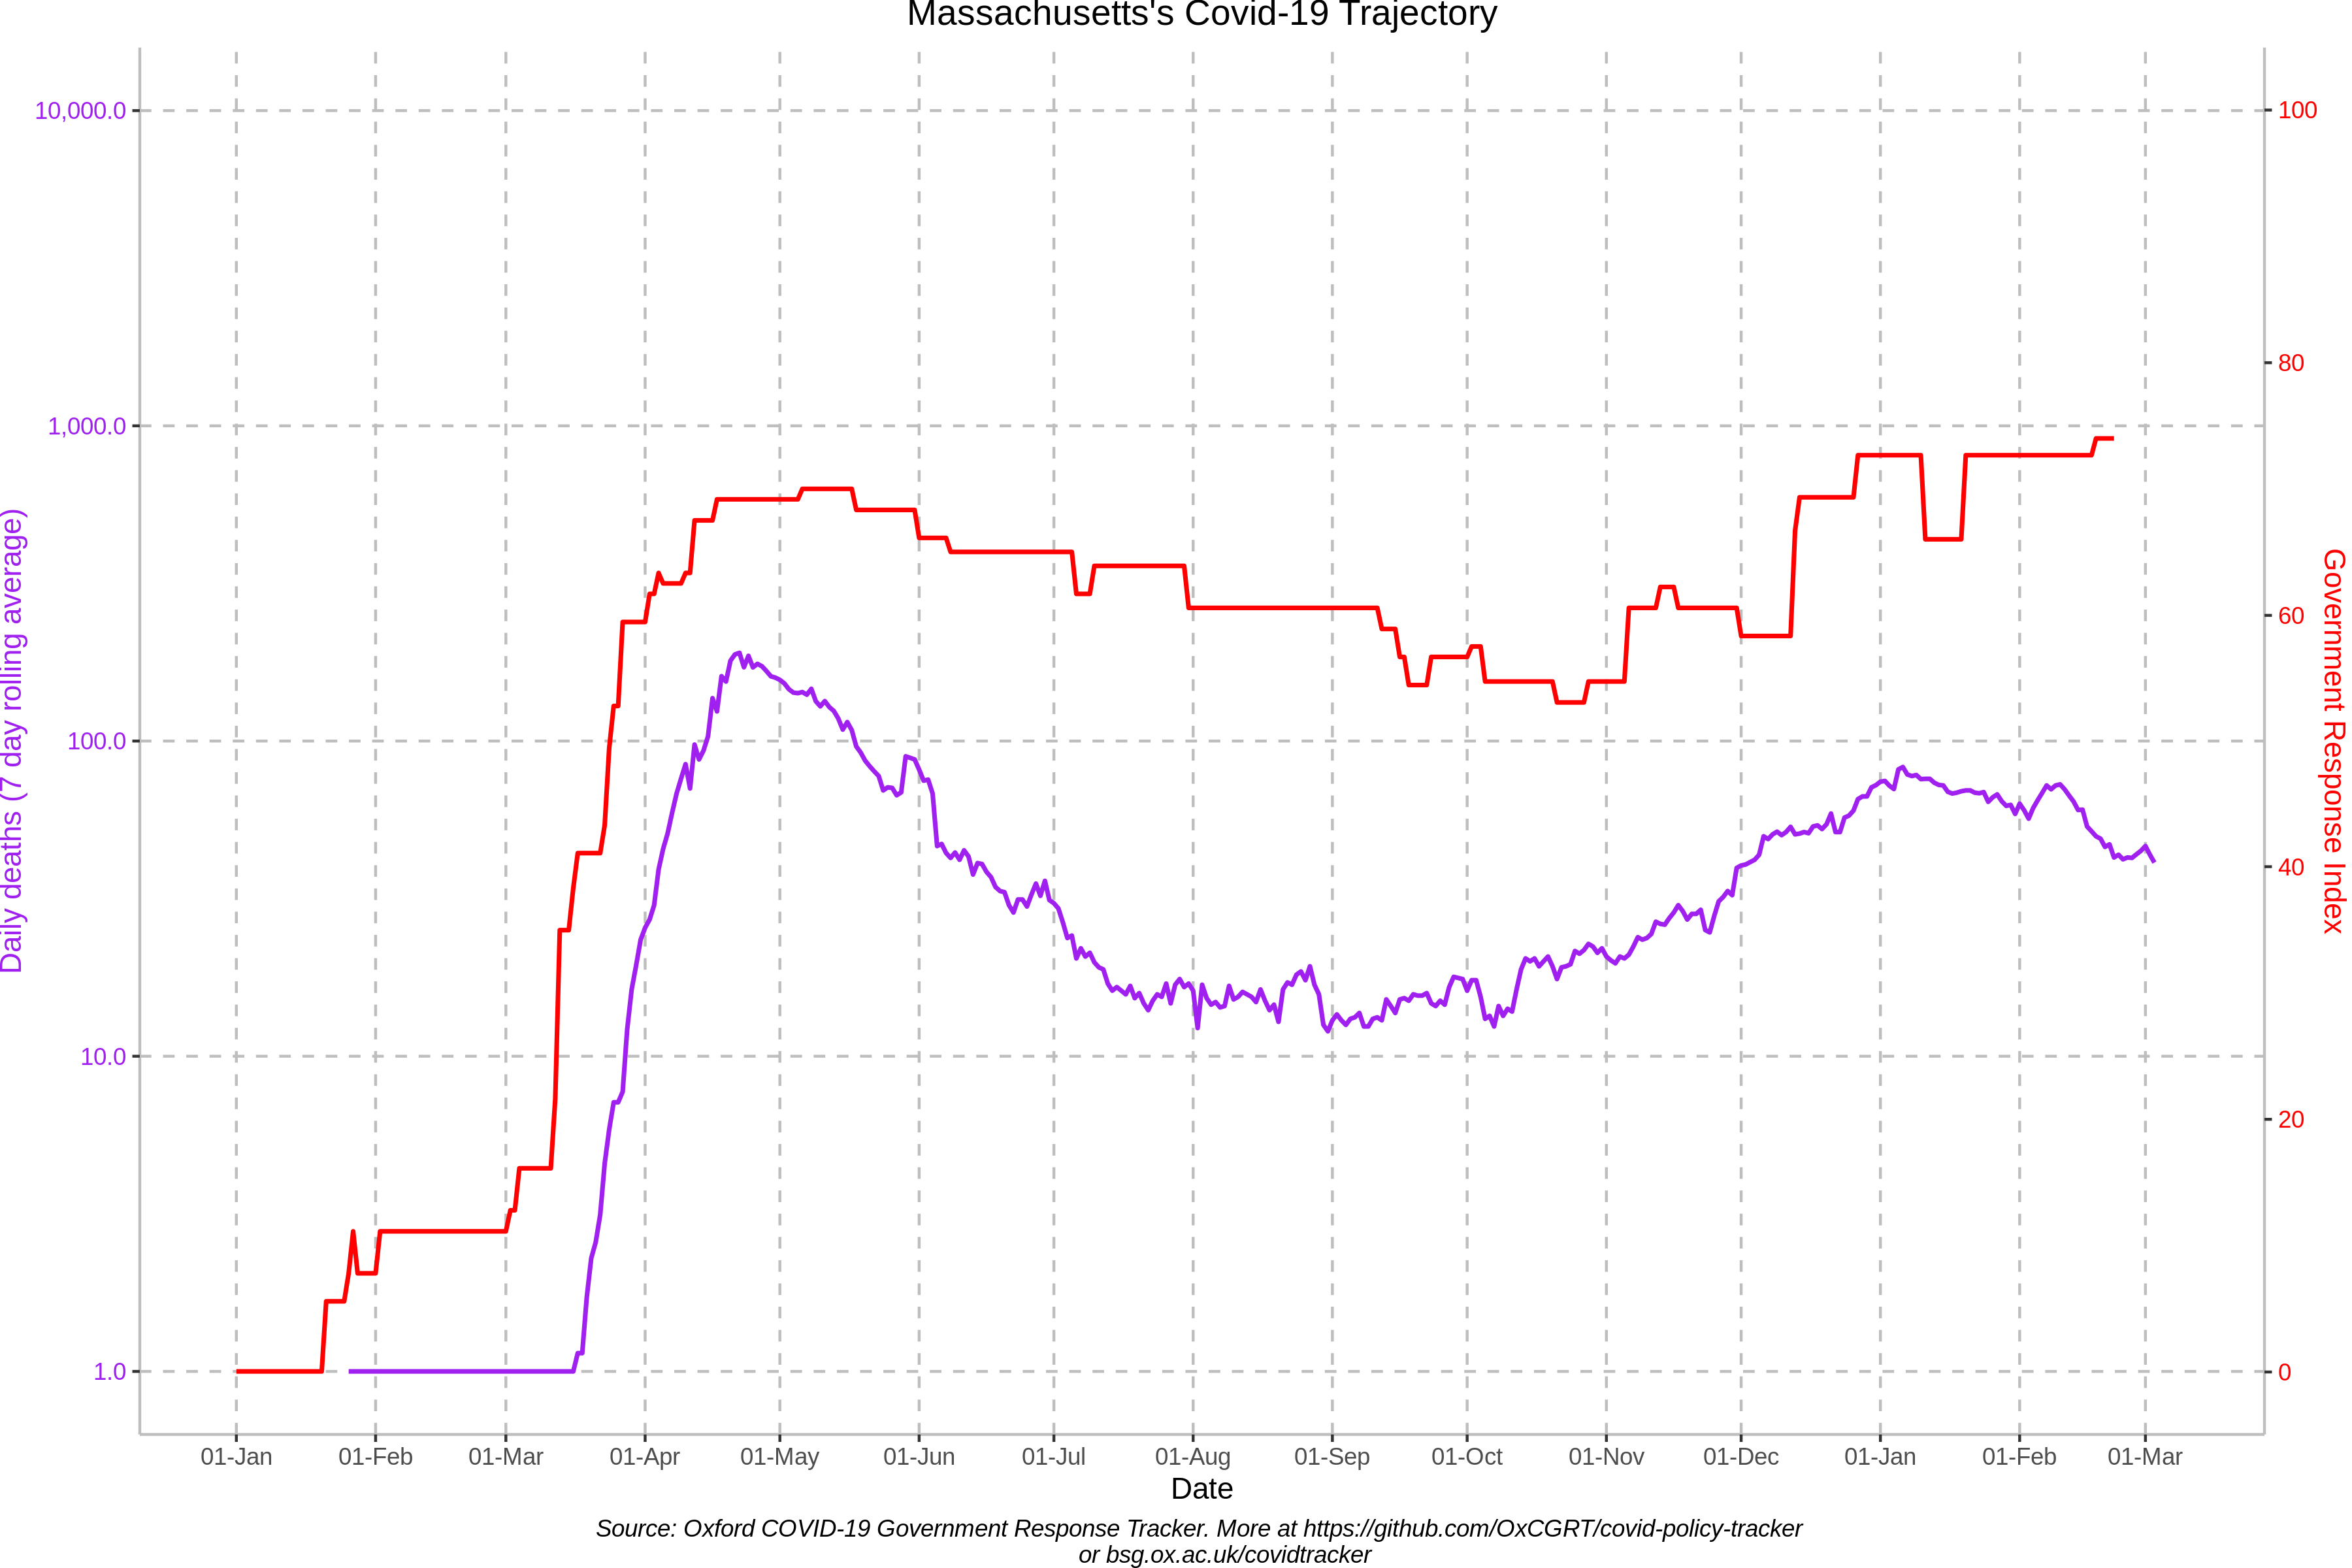 Massachusetts's Covid-19 Trajectory
10,000.0
1,000.0
100.0
10.0
1.0
Daily deaths (7 day rolling average)
100
80
60
40
20
0
Government Response Index
01-Jan 01-Feb 01-Mar 01-Apr 01-May 01-Jun 01-Jul 01-Aug 01-Sep 01-Oct 01-Nov 01-Dec 01-Jan 01-Feb 01-Mar
Date
Source: Oxford COVID-19 Government Response Tracker. More at https://github.com/OxCGRT/covid-policy-tracker
or bsg.ox.ac.uk/covidtracker